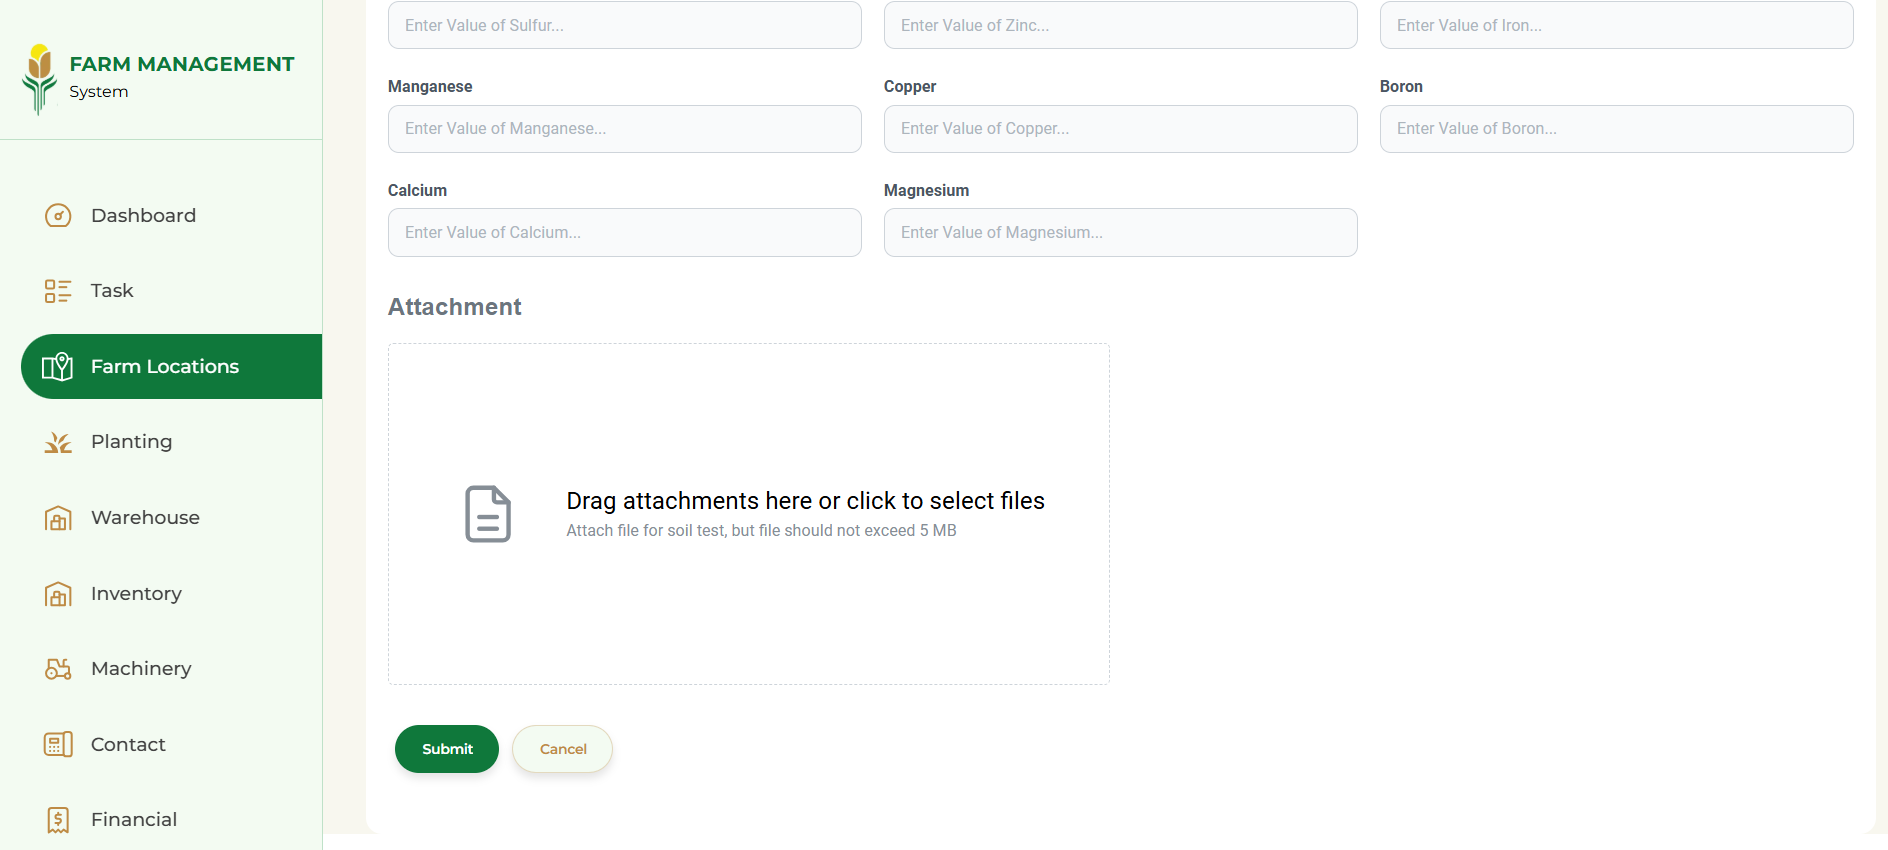 FARM MANAGEMENT
System
Dashboard
Task
Farm Locations
Planting
Warehouse
Inventory
Machinery
Contact
Financial
Enter Value of Sulfur...
Enter Value of Zinc...
Enter Value of Iron...
Manganese
Copper
Boron
Enter Value of Manganese...
Enter Value of Copper...
Enter Value of Boron...
Calcium
Magnesium
Enter Value of Calcium...
Enter Value of Magnesium...
Attachment
Drag attachments here or click to select files
Attach file for soil test, but file should not exceed 5 MB
Submit
Cancel